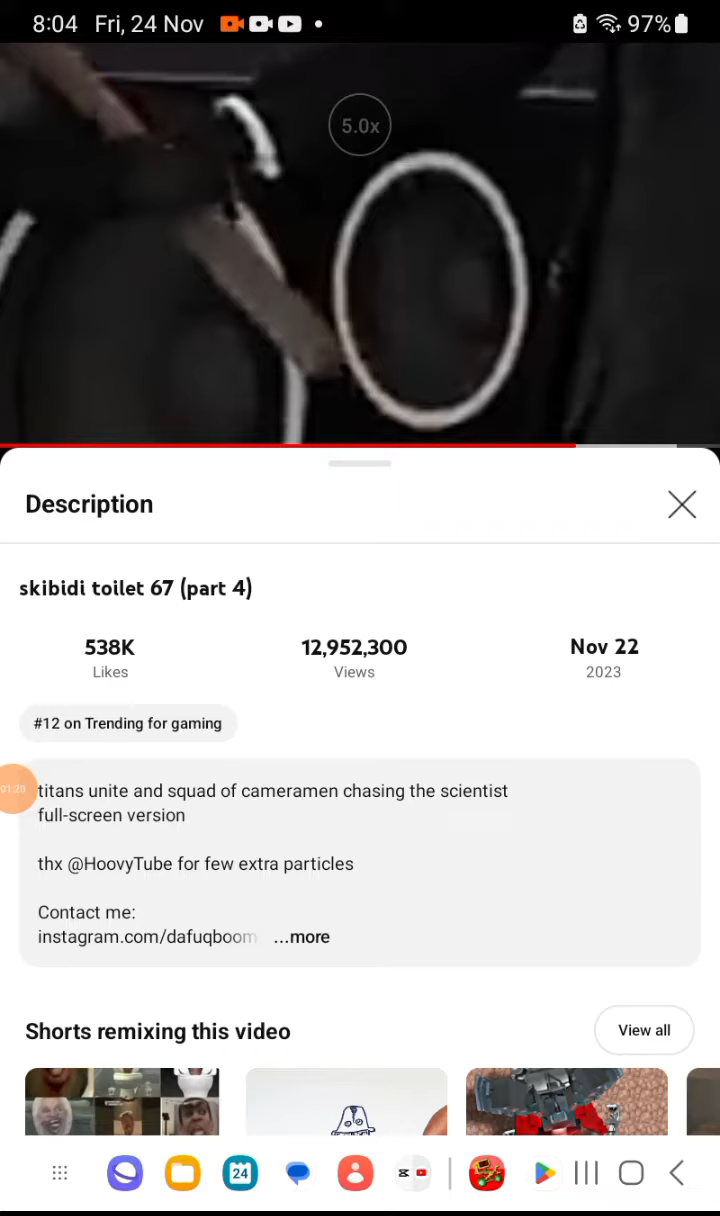 8:04 Fri, 24 Nov 97%
5.0x
Description
skibidi toilet 67 (part 4)
538K 12,952,300 Nov 22
Likes Views 2023
#12 on Trending for gaming
01:20
titans unite and squad of cameramen chasing the scientist
full-screen version
thx @HoovyTube for few extra particles
Contact me:
instagram.com/dafuqboom ...more
Shorts remixing this video View all
24